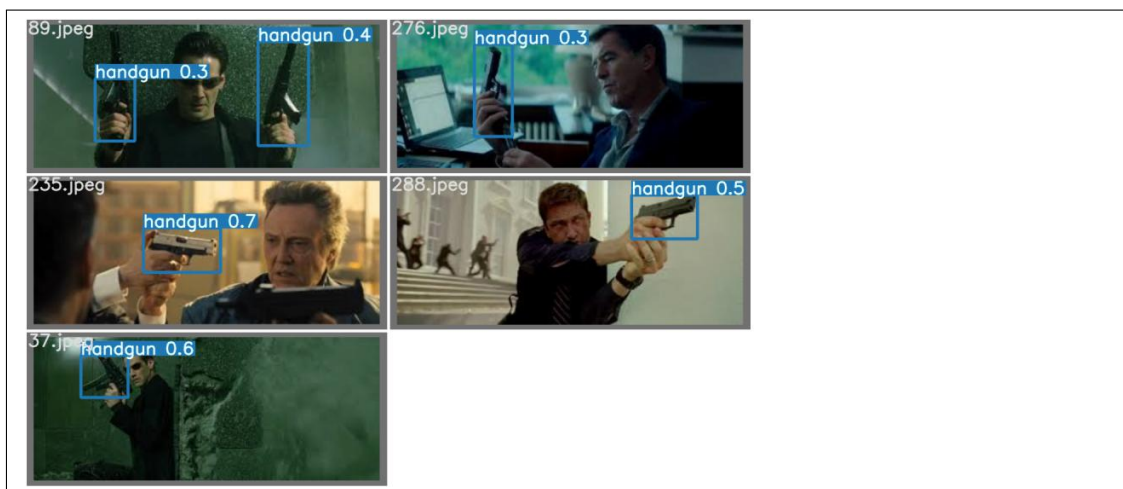 89.jpeg
handgun 0.3
handgun 0.4
276.jpeg
handgun 0.3
235.jpeg
handgun 0.7
288.jpeg
handgun 0.5
37.jpeg
handgun 0.6